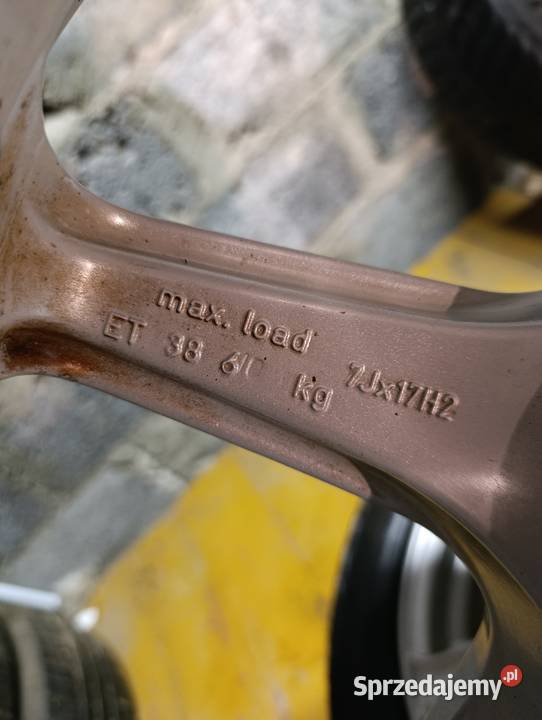 max. load
ET 38 kg
7Jx17H2
Sprzedajemy.pl